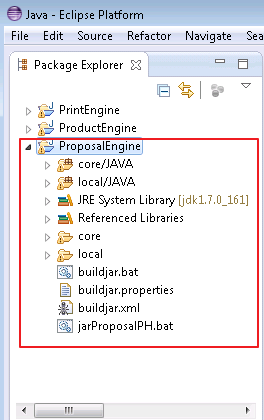 Java - Eclipse Platform
File Edit Source Refactor Navigate Sea
Package Explorer
PrintEngine
ProductEngine
ProposalEngine
core/JAVA
local/JAVA
JRE System Library [jdk1.7.0_161]
Referenced Libraries
core
local
buildjar.bat
buildjar.properties
buildjar.xml
jarProposalPH.bat